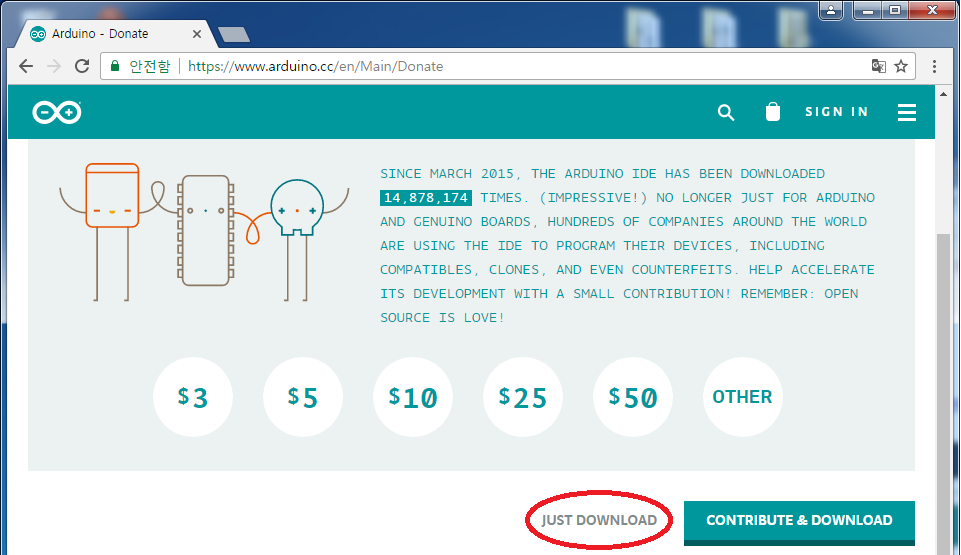 Arduino - Donate
안전함 https://www.arduino.cc/en/Main/Donate
SIGN IN
SINCE MARCH 2015, THE ARDUINO IDE HAS BEEN DOWNLOADED
14,878,174 TIMES. (IMPRESSIVE!) NO LONGER JUST FOR ARDUINO
AND GENUINO BOARDS, HUNDREDS OF COMPANIES AROUND THE WORLD
ARE USING THE IDE TO PROGRAM THEIR DEVICES, INCLUDING
COMPATIBLES, CLONES, AND EVEN COUNTERFEITS. HELP ACCELERATE
ITS DEVELOPMENT WITH A SMALL CONTRIBUTION! REMEMBER: OPEN
SOURCE IS LOVE!
$3 $5 $10 $25 $50 OTHER
JUST DOWNLOAD CONTRIBUTE & DOWNLOAD